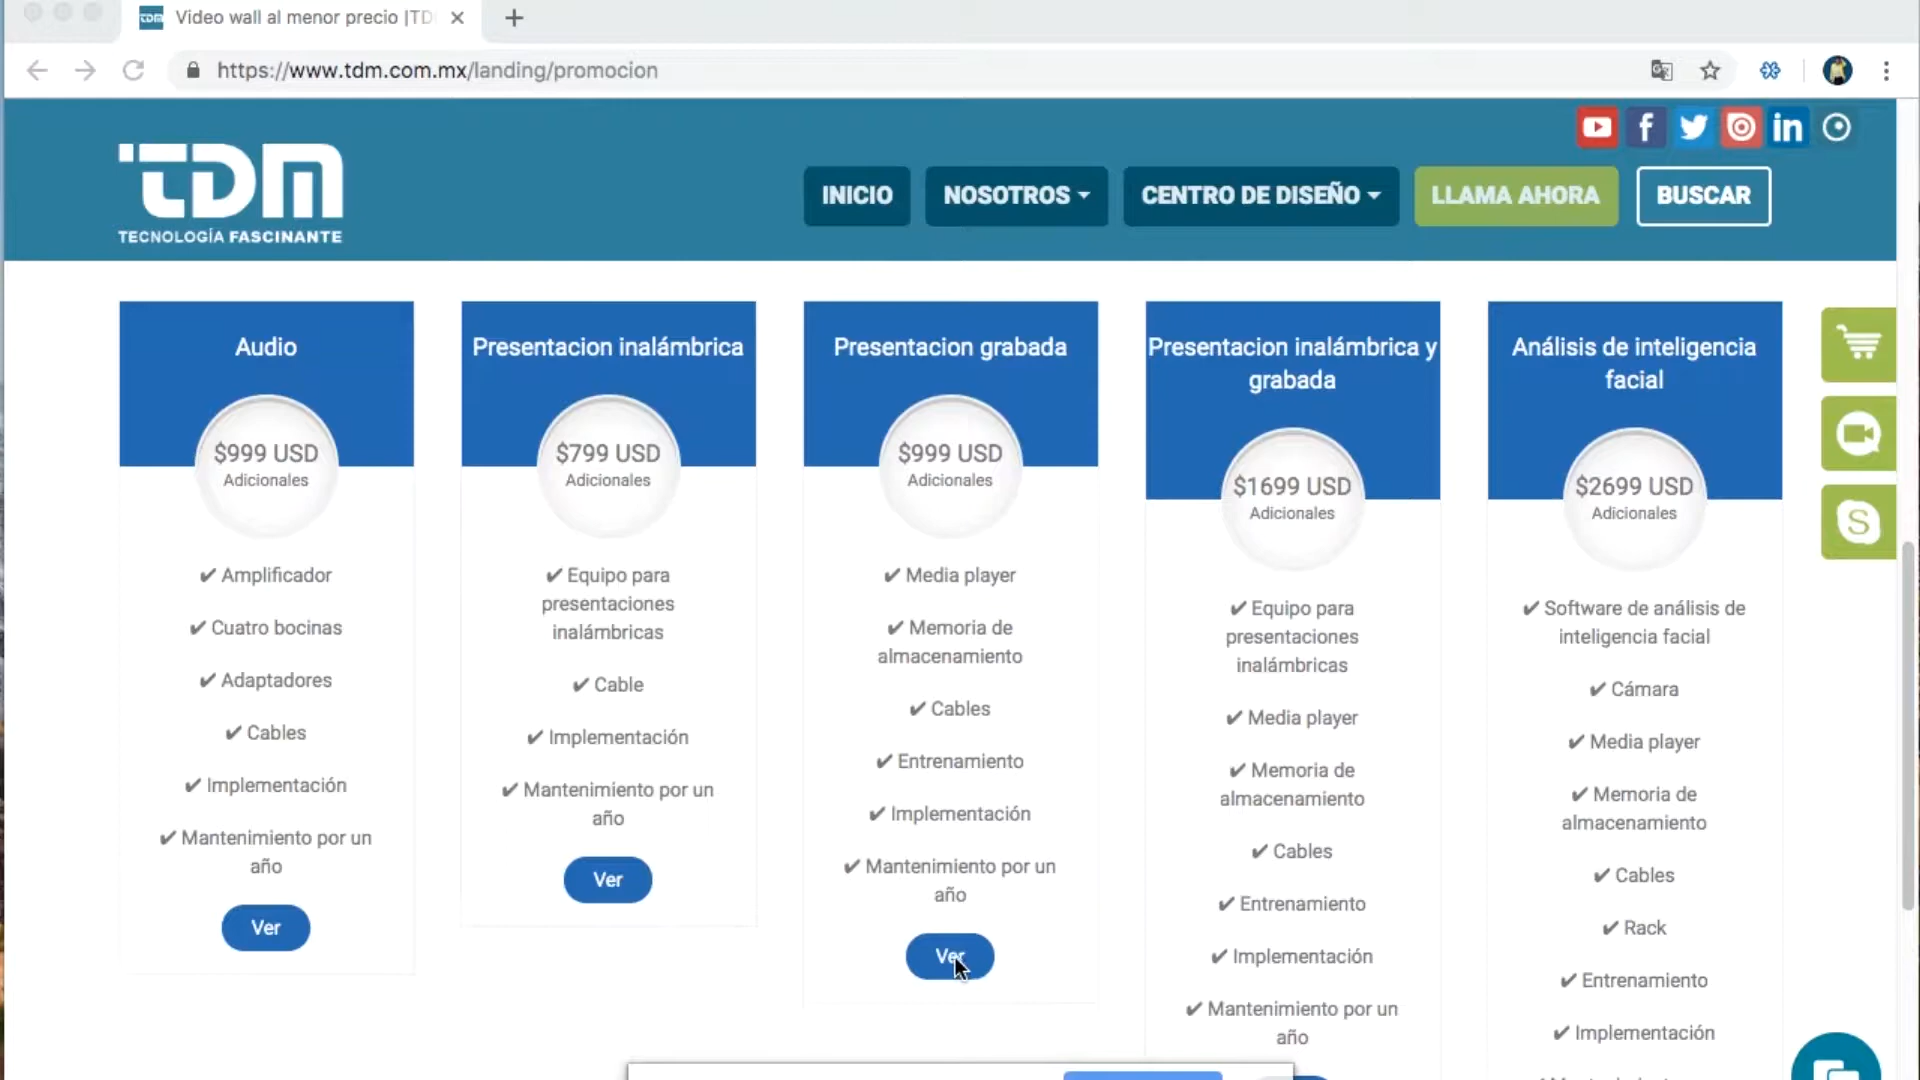 TDM
Video wall al menor precio |TD
https://www.tdm.com.mx/landing/promocion
TDM
TECNOLOGÍA FASCINANTE
INICIO
NOSOTROS
CENTRO DE DISEÑO
LLAMA AHORA
BUSCAR
Audio
$999 USD
Adicionales
✔ Amplificador
✔ Cuatro bocinas
✔ Adaptadores
✔ Cables
✔ Implementación
✔ Mantenimiento por un
año
Ver
Presentacion inalámbrica
$799 USD
Adicionales
✔ Equipo para
presentaciones
inalámbricas
✔ Cable
✔ Implementación
✔ Mantenimiento por un
año
Ver
Presentacion grabada
$999 USD
Adicionales
✔ Media player
✔ Memoria de
almacenamiento
✔ Cables
✔ Entrenamiento
✔ Implementación
✔ Mantenimiento por un
año
Ver
Presentacion inalámbrica y
grabada
$1699 USD
Adicionales
✔ Equipo para
presentaciones
inalámbricas
✔ Media player
✔ Memoria de
almacenamiento
✔ Cables
✔ Entrenamiento
✔ Implementación
✔ Mantenimiento por un
año
Análisis de inteligencia
facial
$2699 USD
Adicionales
✔ Software de análisis de
inteligencia facial
✔ Cámara
✔ Media player
✔ Memoria de
almacenamiento
✔ Cables
✔ Rack
✔ Entrenamiento
✔ Implementación